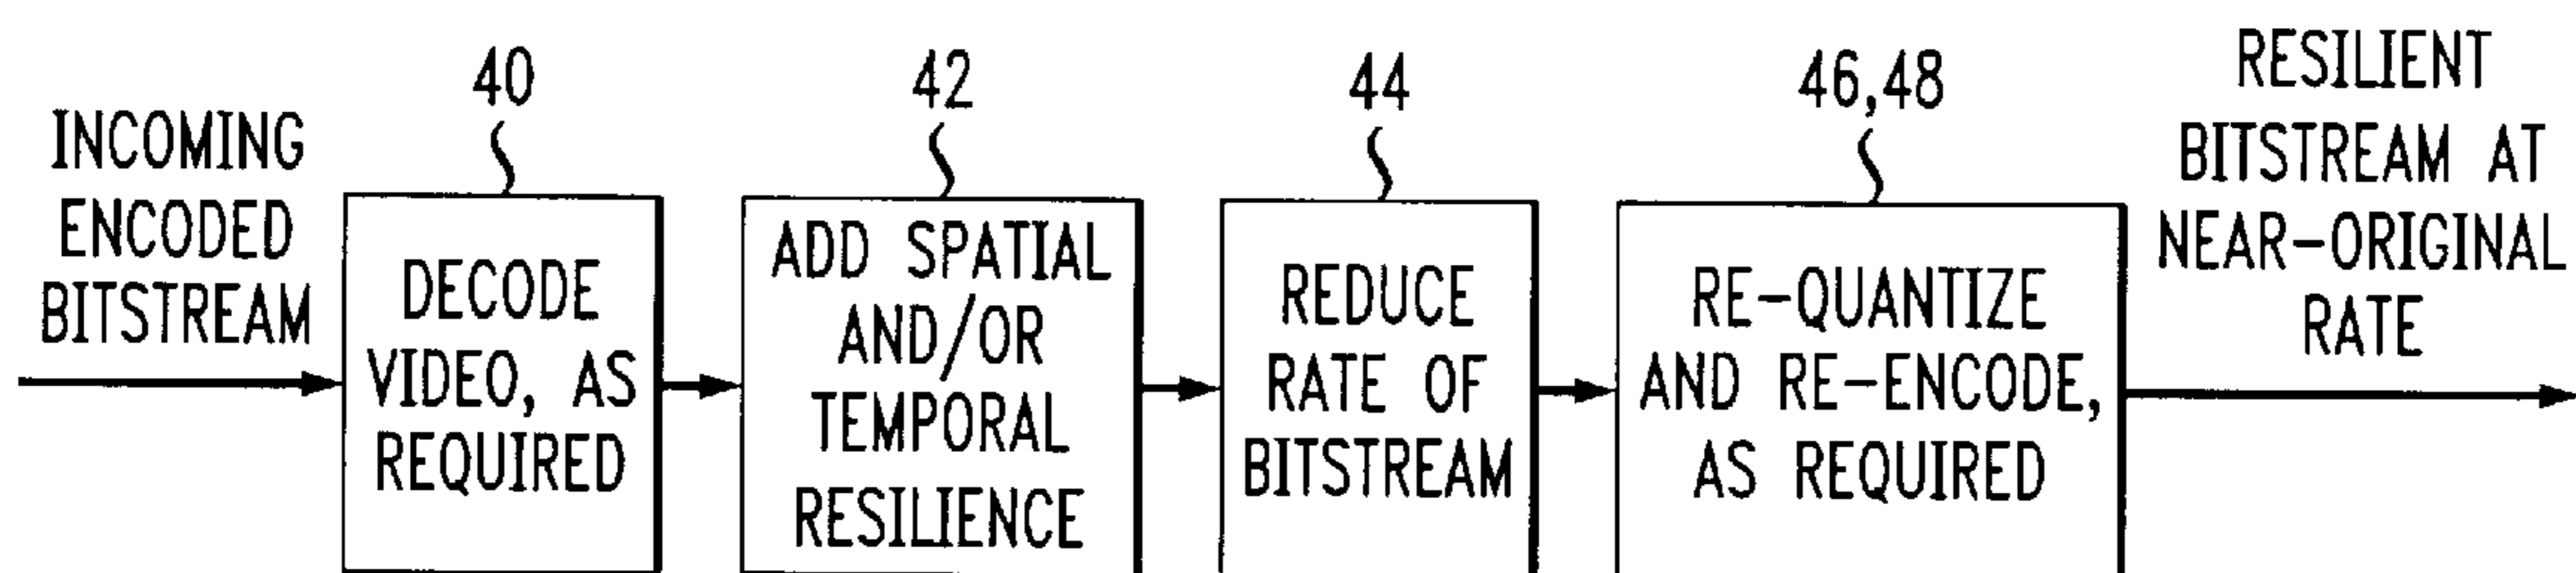 INCOMING
ENCODED
BITSTREAM
40
DECODE
VIDEO, AS
REQUIRED
42
ADD SPATIAL
AND/OR
TEMPORAL
RESILIENCE
44
REDUCE
RATE OF
BITSTREAM
46,48
RE-QUANTIZE
AND RE-ENCODE,
AS REQUIRED
RESILIENT
BITSTREAM AT
NEAR-ORIGINAL
RATE